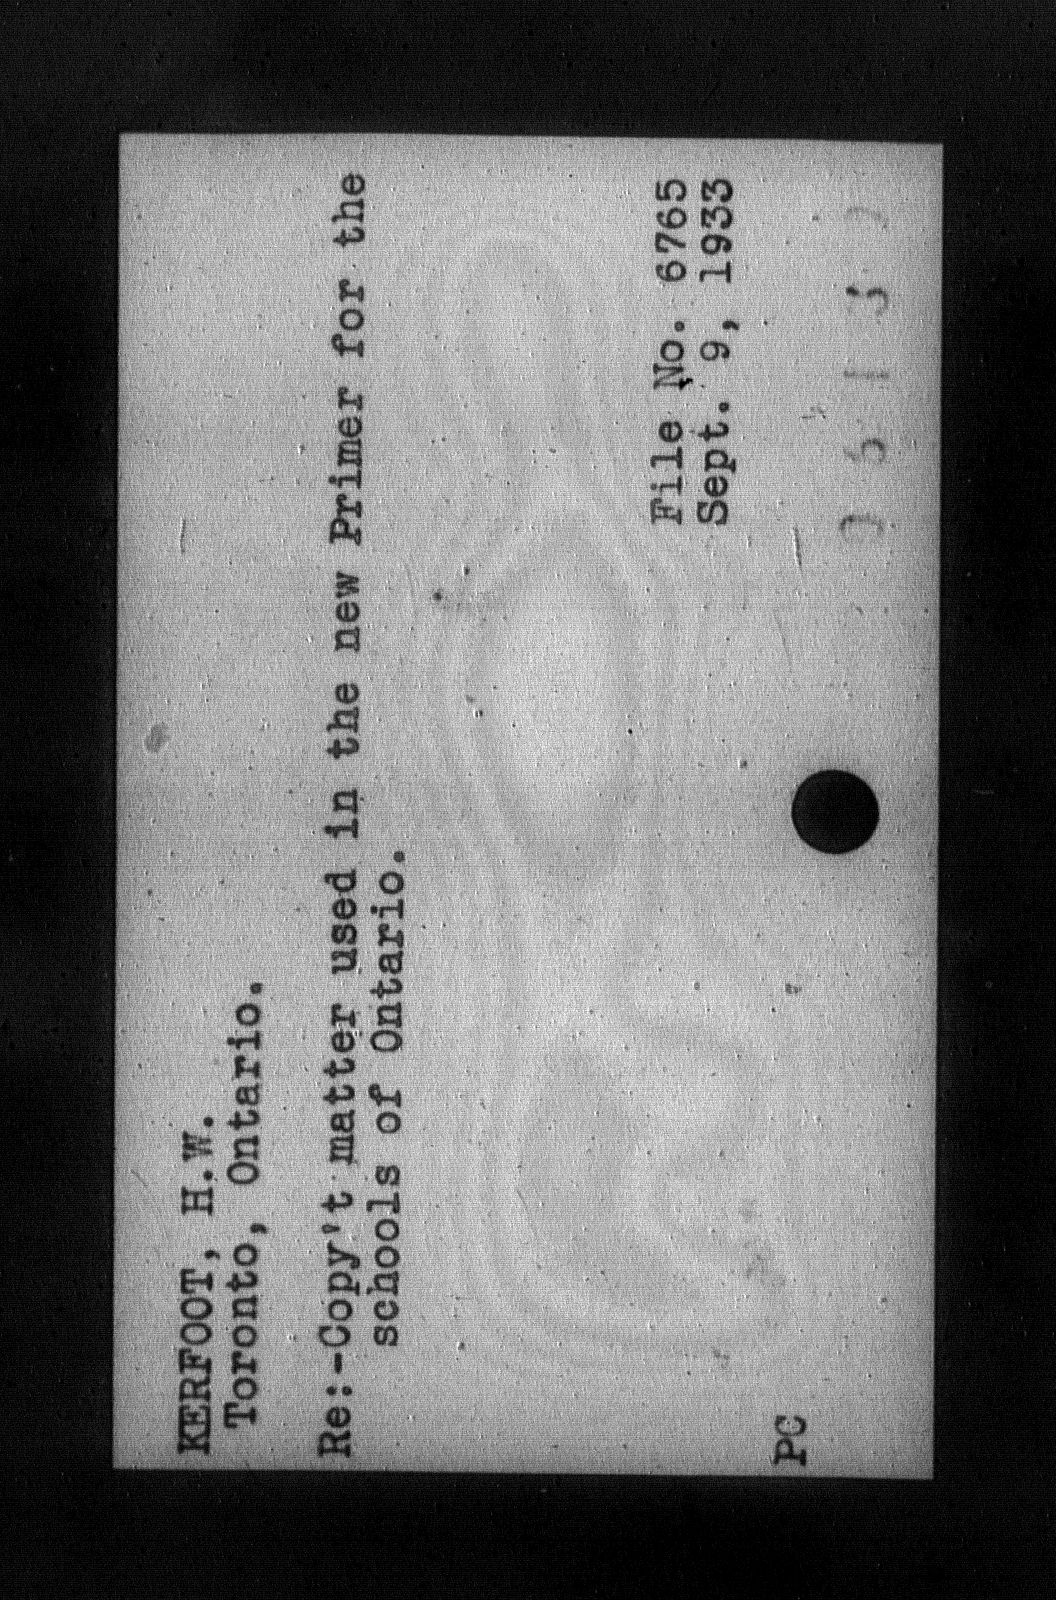 KERFOOT, H.W.
Toronto, Ontario.
Re:-Copy't matter used in the new Primer for the
schools of Ontario.
File No. 6765
Sept. 9, 1933
PC